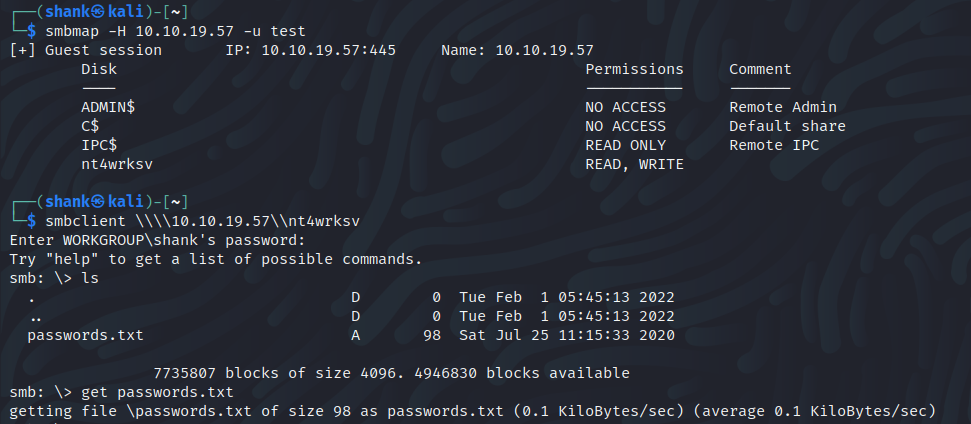 ┌──(shank㉿kali)-[~]
└─$ smbmap -H 10.10.19.57 -u test
[+] Guest session IP: 10.10.19.57:445 Name: 10.10.19.57
Disk Permissions Comment
---- ----------- -------
ADMIN$ NO ACCESS Remote Admin
C$ NO ACCESS Default share
IPC$ READ ONLY Remote IPC
nt4wrksv READ, WRITE
┌──(shank㉿kali)-[~]
└─$ smbclient \\\\10.10.19.57\\nt4wrksv
Enter WORKGROUP\shank's password:
Try "help" to get a list of possible commands.
smb: \> ls
. D 0 Tue Feb 1 05:45:13 2022
.. D 0 Tue Feb 1 05:45:13 2022
passwords.txt A 98 Sat Jul 25 11:15:33 2020
7735807 blocks of size 4096. 4946830 blocks available
smb: \> get passwords.txt
getting file \passwords.txt of size 98 as passwords.txt (0.1 KiloBytes/sec) (average 0.1 KiloBytes/sec)